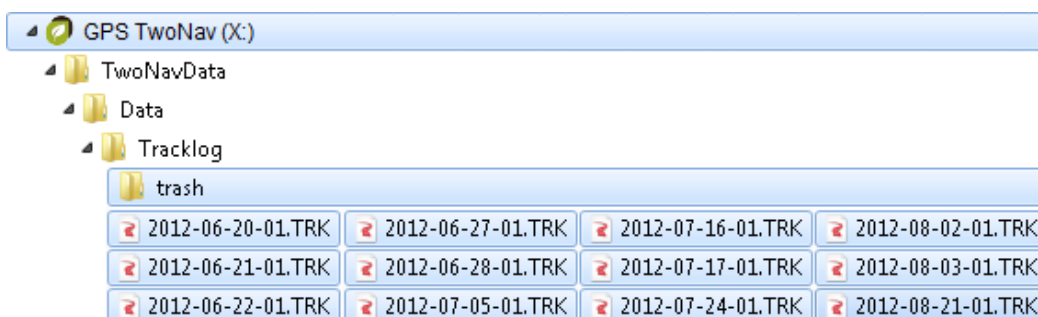 GPS TwoNav (X:)
TwoNavData
Data
Tracklog
trash
2012-06-20-01.TRK 2012-06-27-01.TRK 2012-07-16-01.TRK 2012-08-02-01.TRK
2012-06-21-01.TRK 2012-06-28-01.TRK 2012-07-17-01.TRK 2012-08-03-01.TRK
2012-06-22-01.TRK 2012-07-05-01.TRK 2012-07-24-01.TRK 2012-08-21-01.TRK